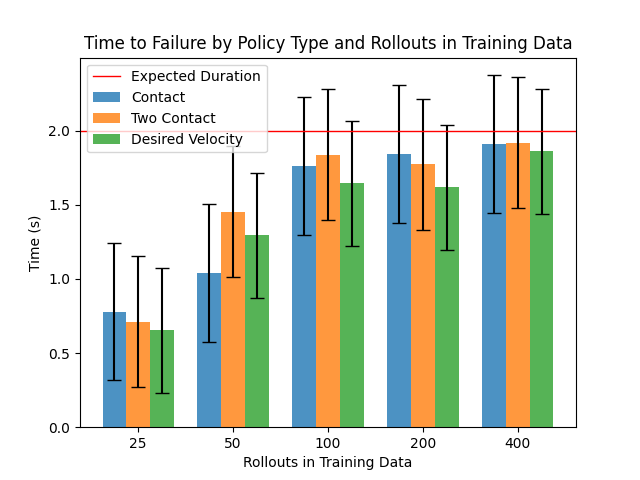 Time to Failure by Policy Type and Rollouts in Training Data
Expected Duration
Contact
Two Contact
Desired Velocity
2.0
1.5
1.0
0.5
0.0
Time (s)
25 50 100 200 400
Rollouts in Training Data